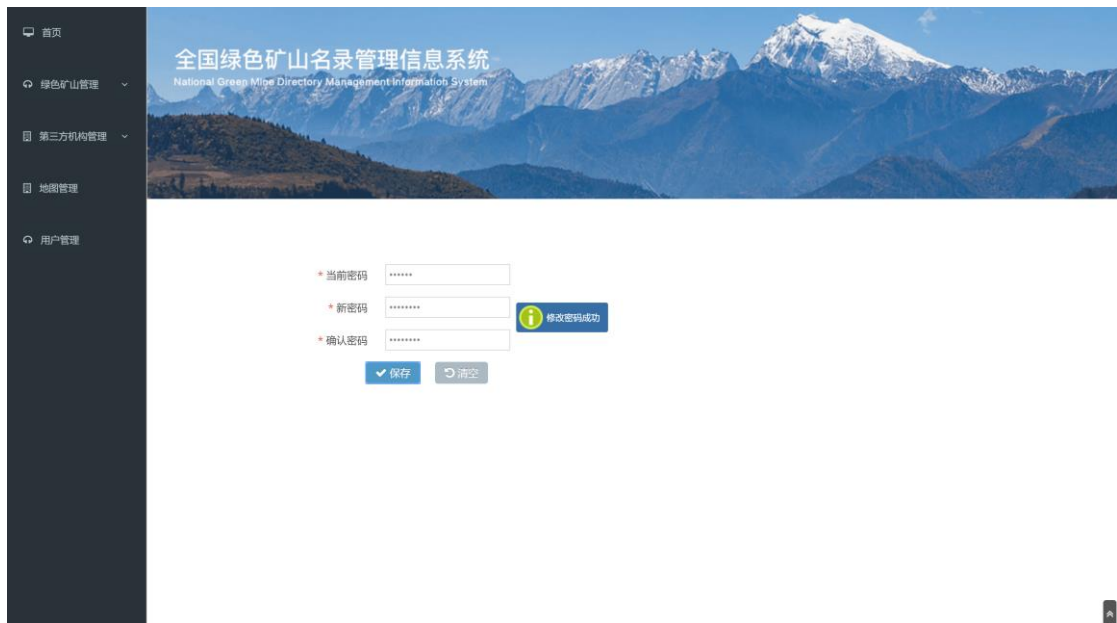 首页
绿色矿山管理
第三方机构管理
地图管理
用户管理
全国绿色矿山名录管理信息系统
National Green Mine Directory Management Information System
* 当前密码 ••••••
* 新密码 ••••••••
修改密码成功
* 确认密码 ••••••••
保存 清空